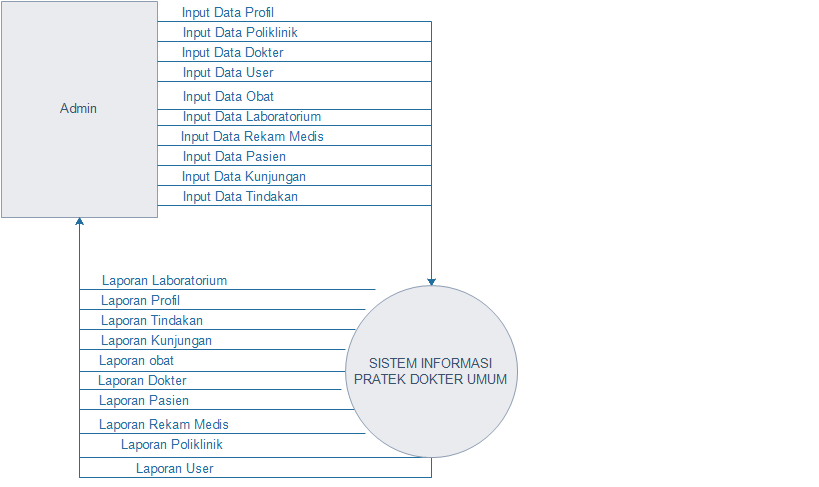 Input Data Profil
Input Data Poliklinik
Input Data Dokter
Input Data User
Input Data Obat
Admin
Input Data Laboratorium
Input Data Rekam Medis
Input Data Pasien
Input Data Kunjungan
Input Data Tindakan
Laporan Laboratorium
Laporan Profil
Laporan Tindakan
Laporan Kunjungan
Laporan obat
Laporan Dokter
Laporan Pasien
Laporan Rekam Medis
Laporan Poliklinik
Laporan User
SISTEM INFORMASI
PRATEK DOKTER UMUM